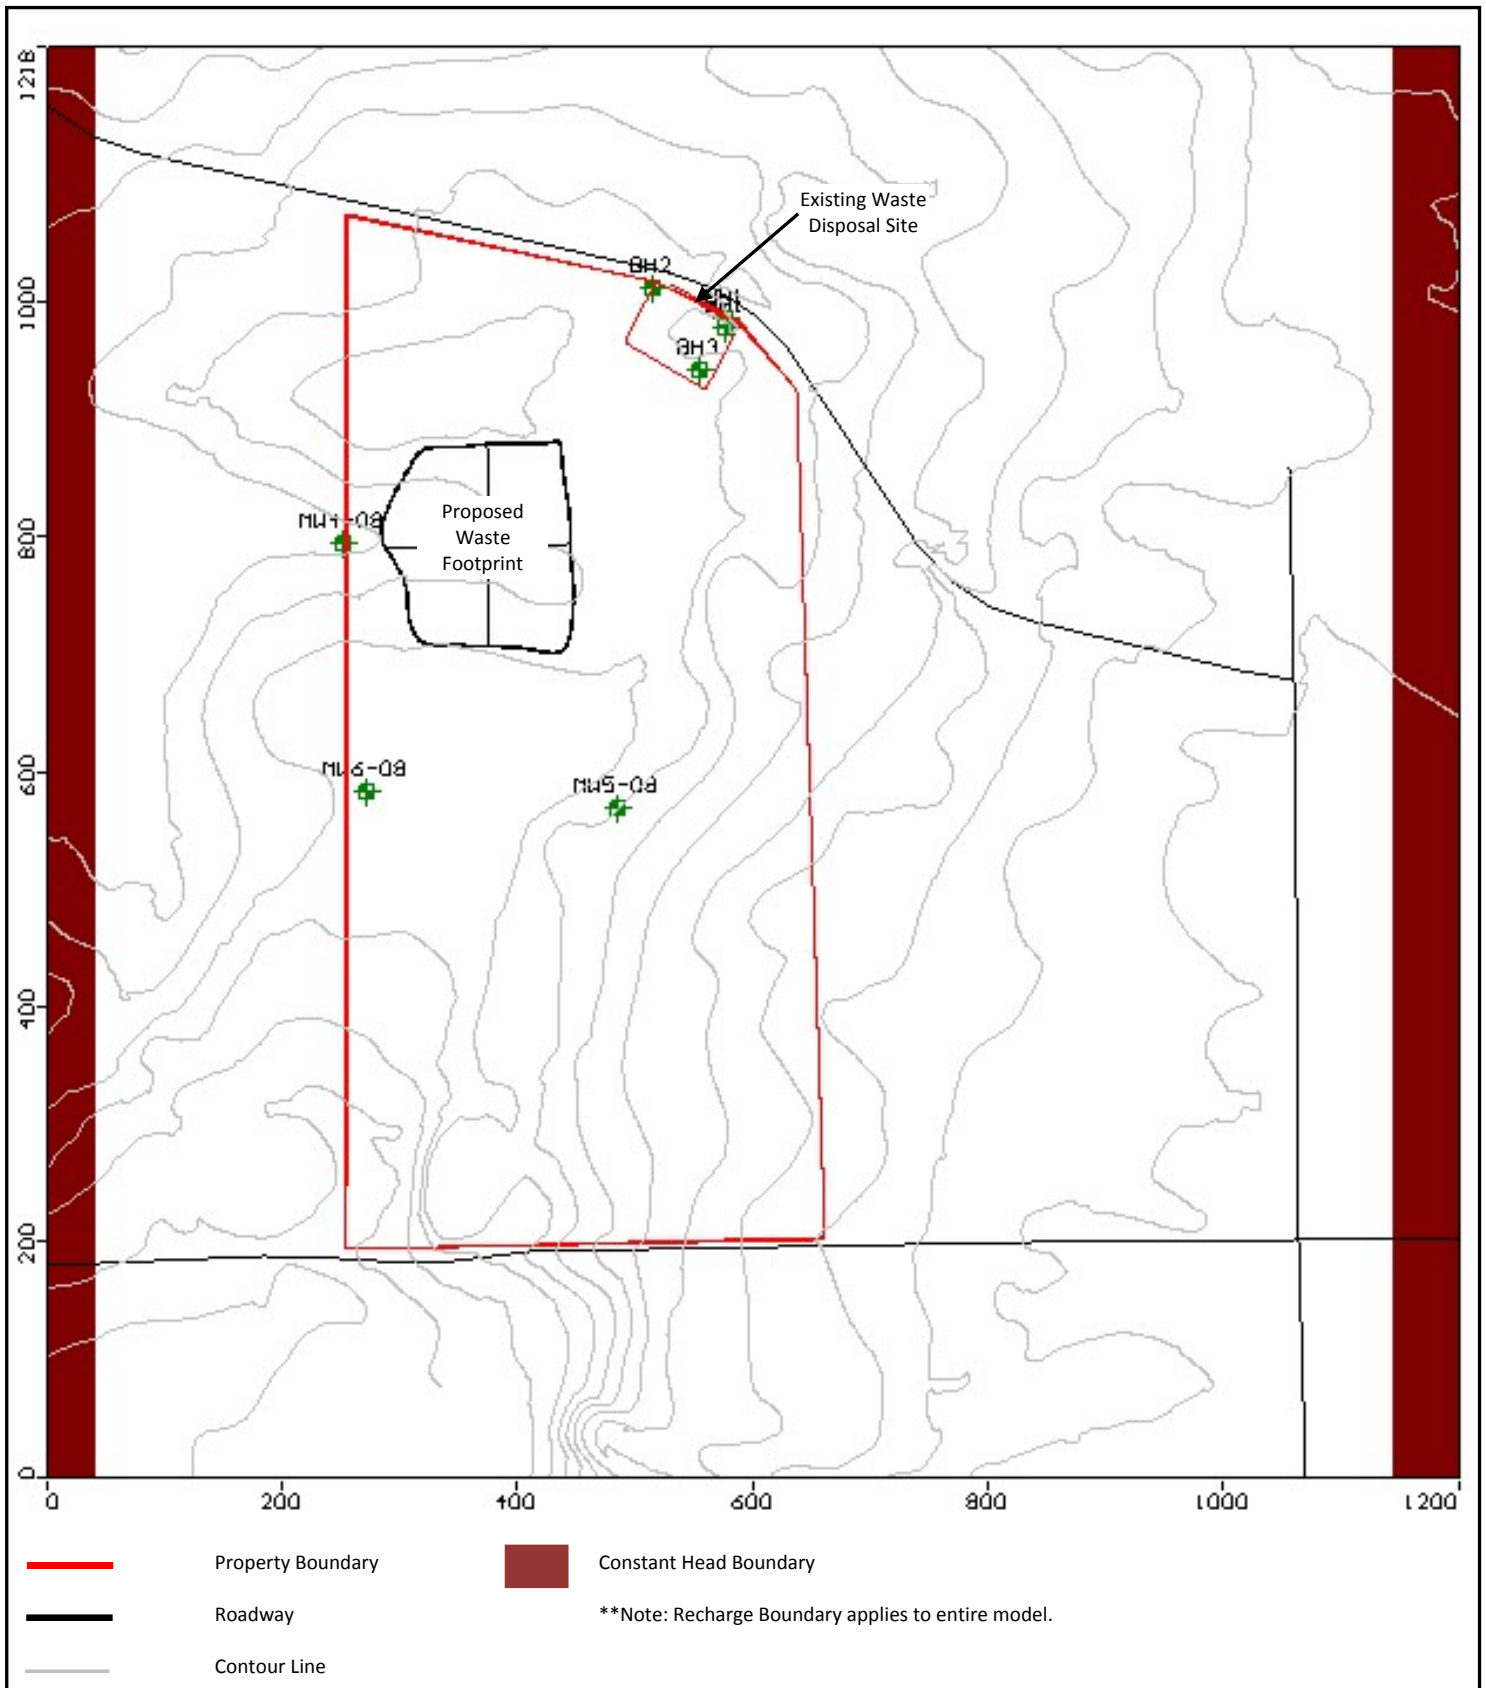 1218
Existing Waste
Disposal Site
BH2
1000
BH3
Proposed
Waste
Footprint
MW4-08
800
MW6-08
MW5-08
600
400
200
0
0 200 400 600 800 1000 1200
Property Boundary
Constant Head Boundary
Roadway
**Note: Recharge Boundary applies to entire model.
Contour Line